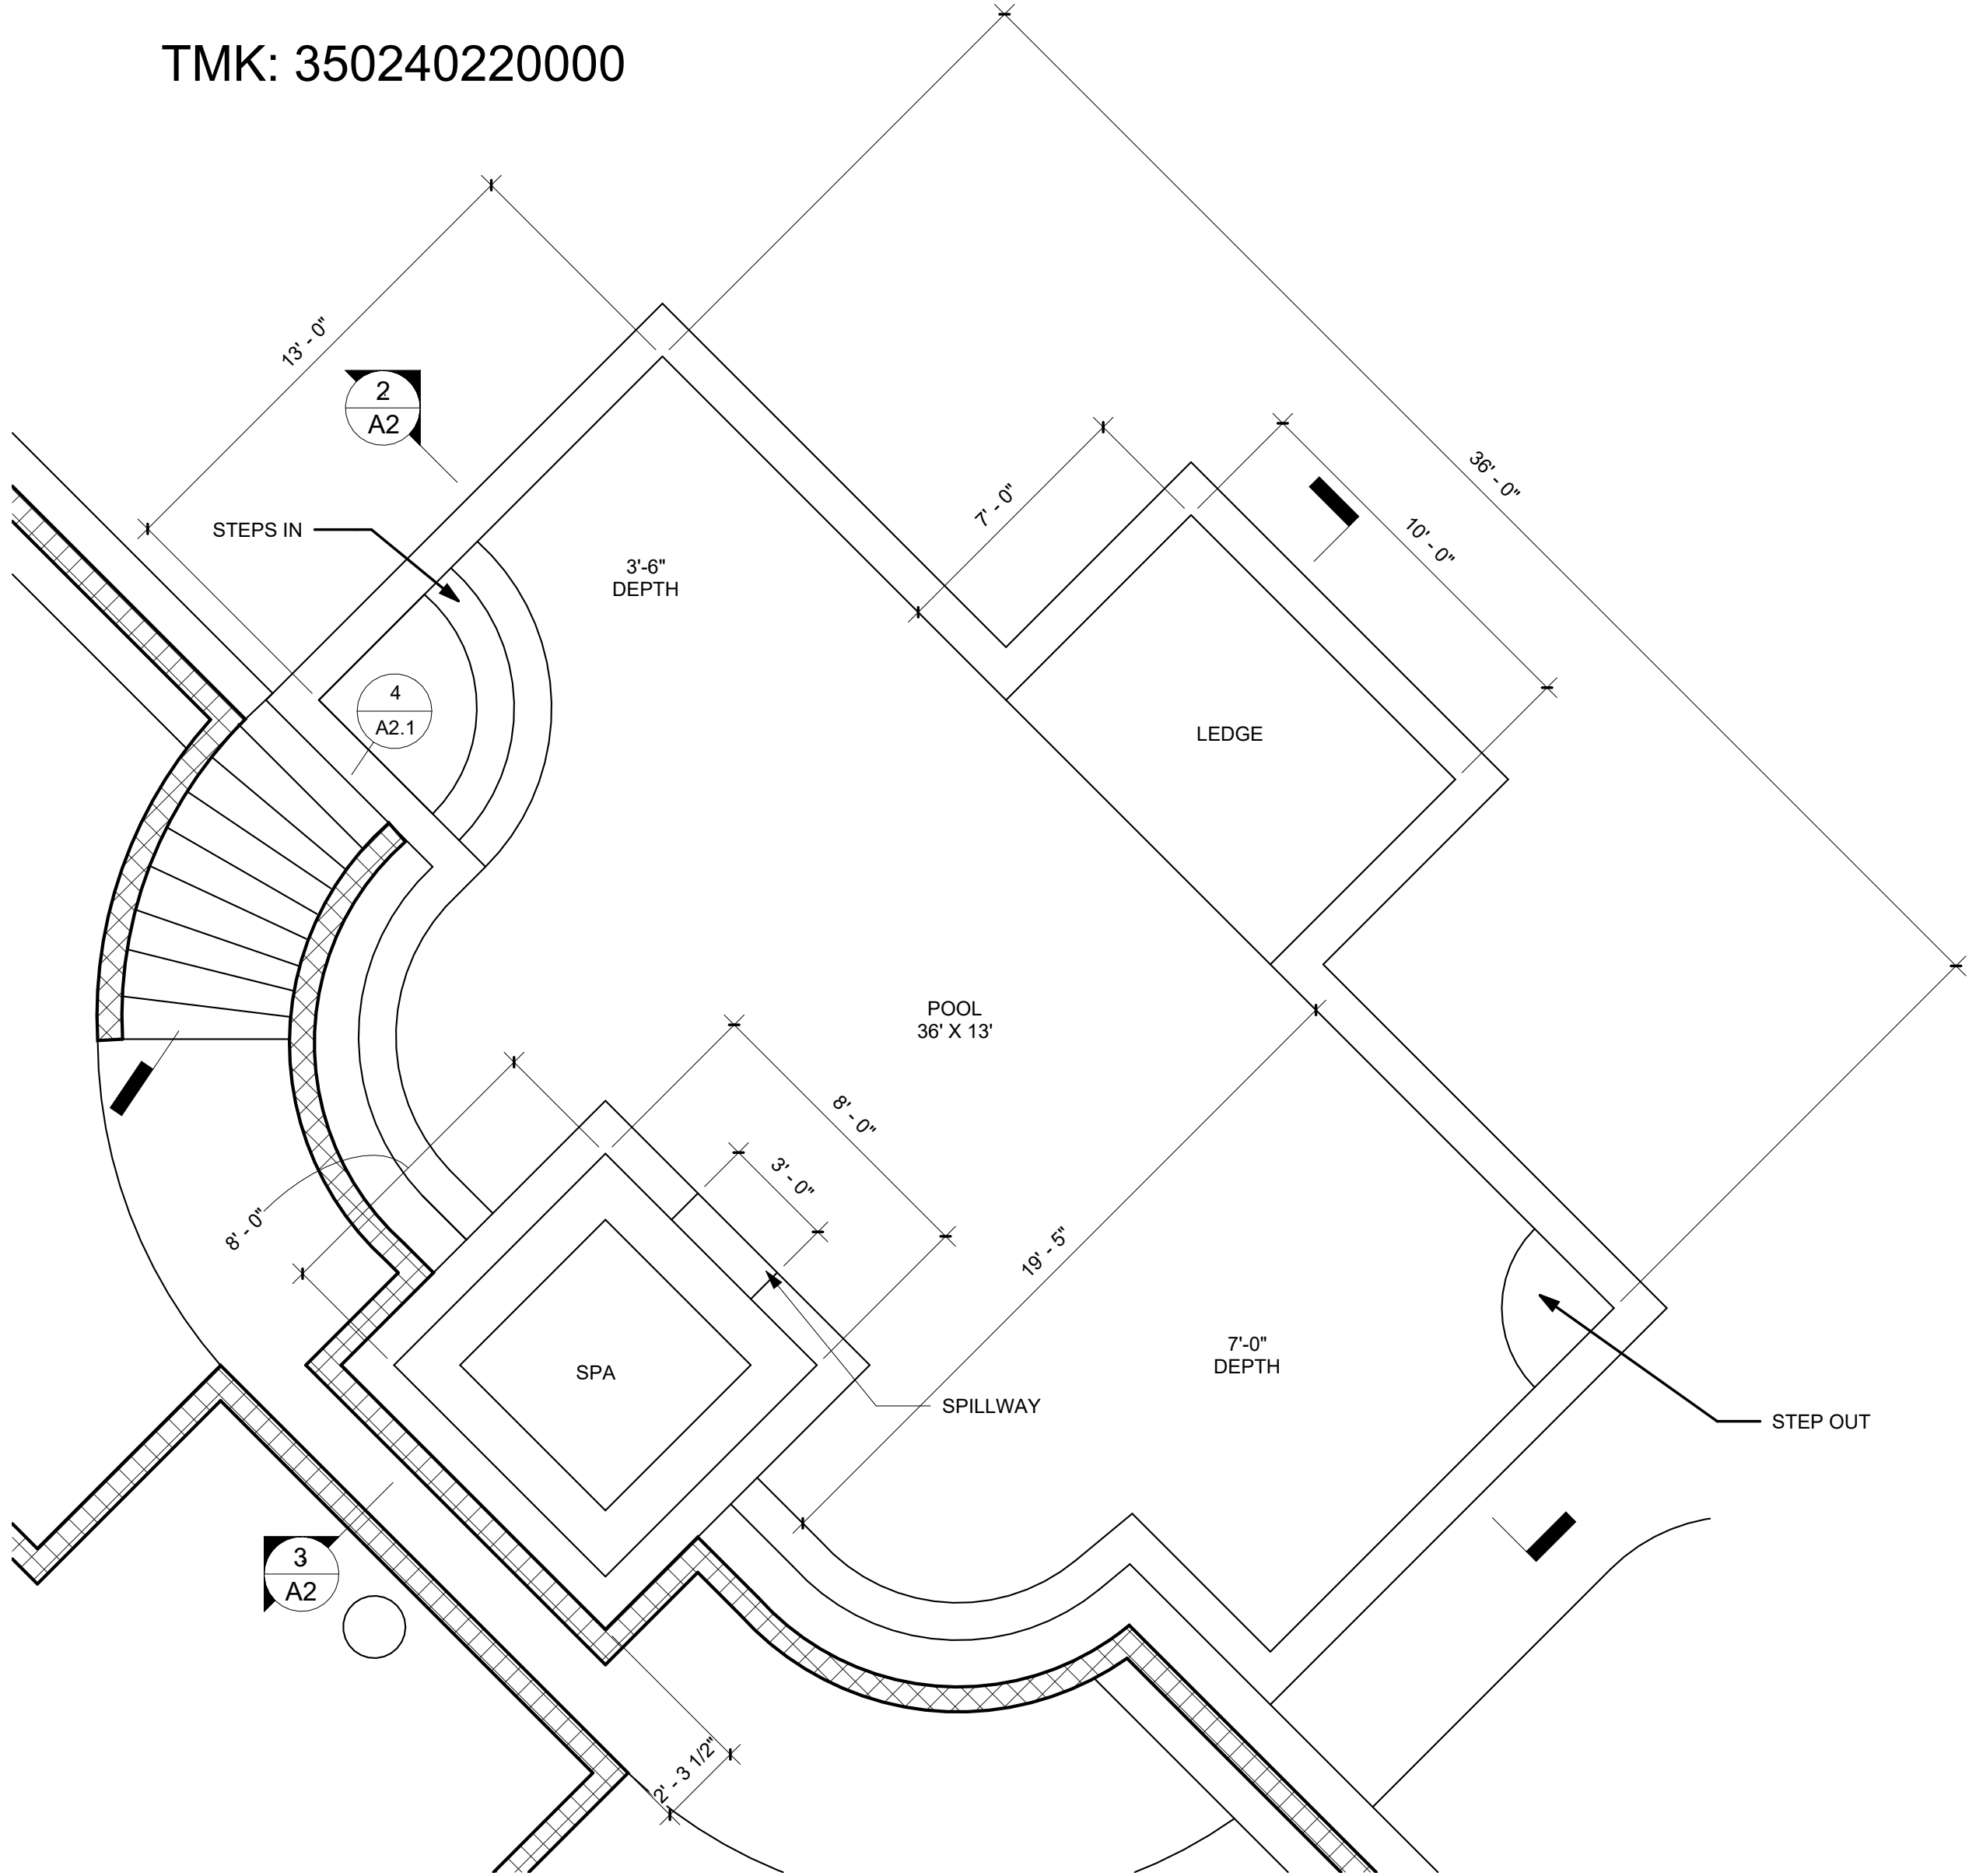 TMK: 350240220000
13' - 0"
2
A2
36' - 0"
7' - 0"
10' - 0"
STEPS IN
3'-6"
DEPTH
4
A2.1
LEDGE
POOL
36' X 13'
8' - 0"
3' - 0"
8' - 0"
19' - 5"
SPA
7'-0"
DEPTH
SPILLWAY
STEP OUT
3
A2
2' - 3 1/2"